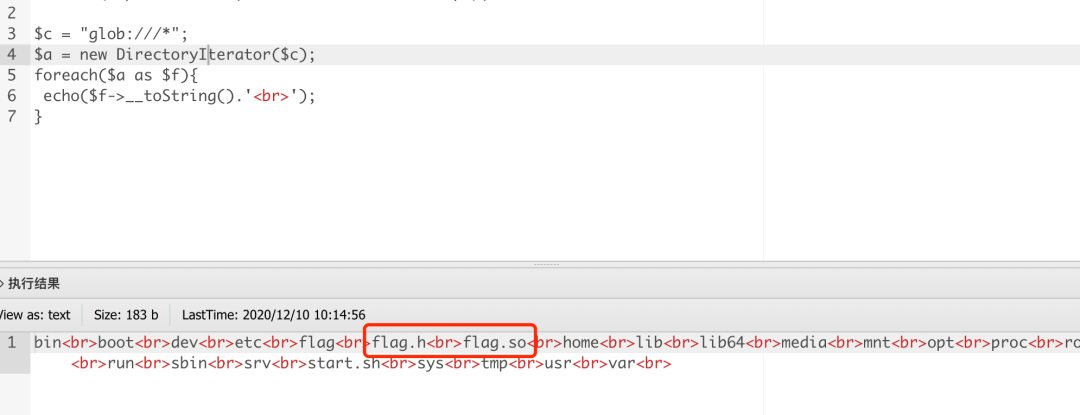 2
3 $c = "glob:///*";
4 $a = new DirectoryIterator($c);
5 foreach($a as $f){
6 echo($f->__toString().'<br>');
7 }
执行结果
View as: text Size: 183 b LastTime: 2020/12/10 10:14:56
1 bin<br>boot<br>dev<br>etc<br>flag<br>flag.h<br>flag.so<br>home<br>lib<br>lib64<br>media<br>mnt<br>opt<br>proc<br>ro
<br>run<br>sbin<br>srv<br>start.sh<br>sys<br>tmp<br>usr<br>var<br>